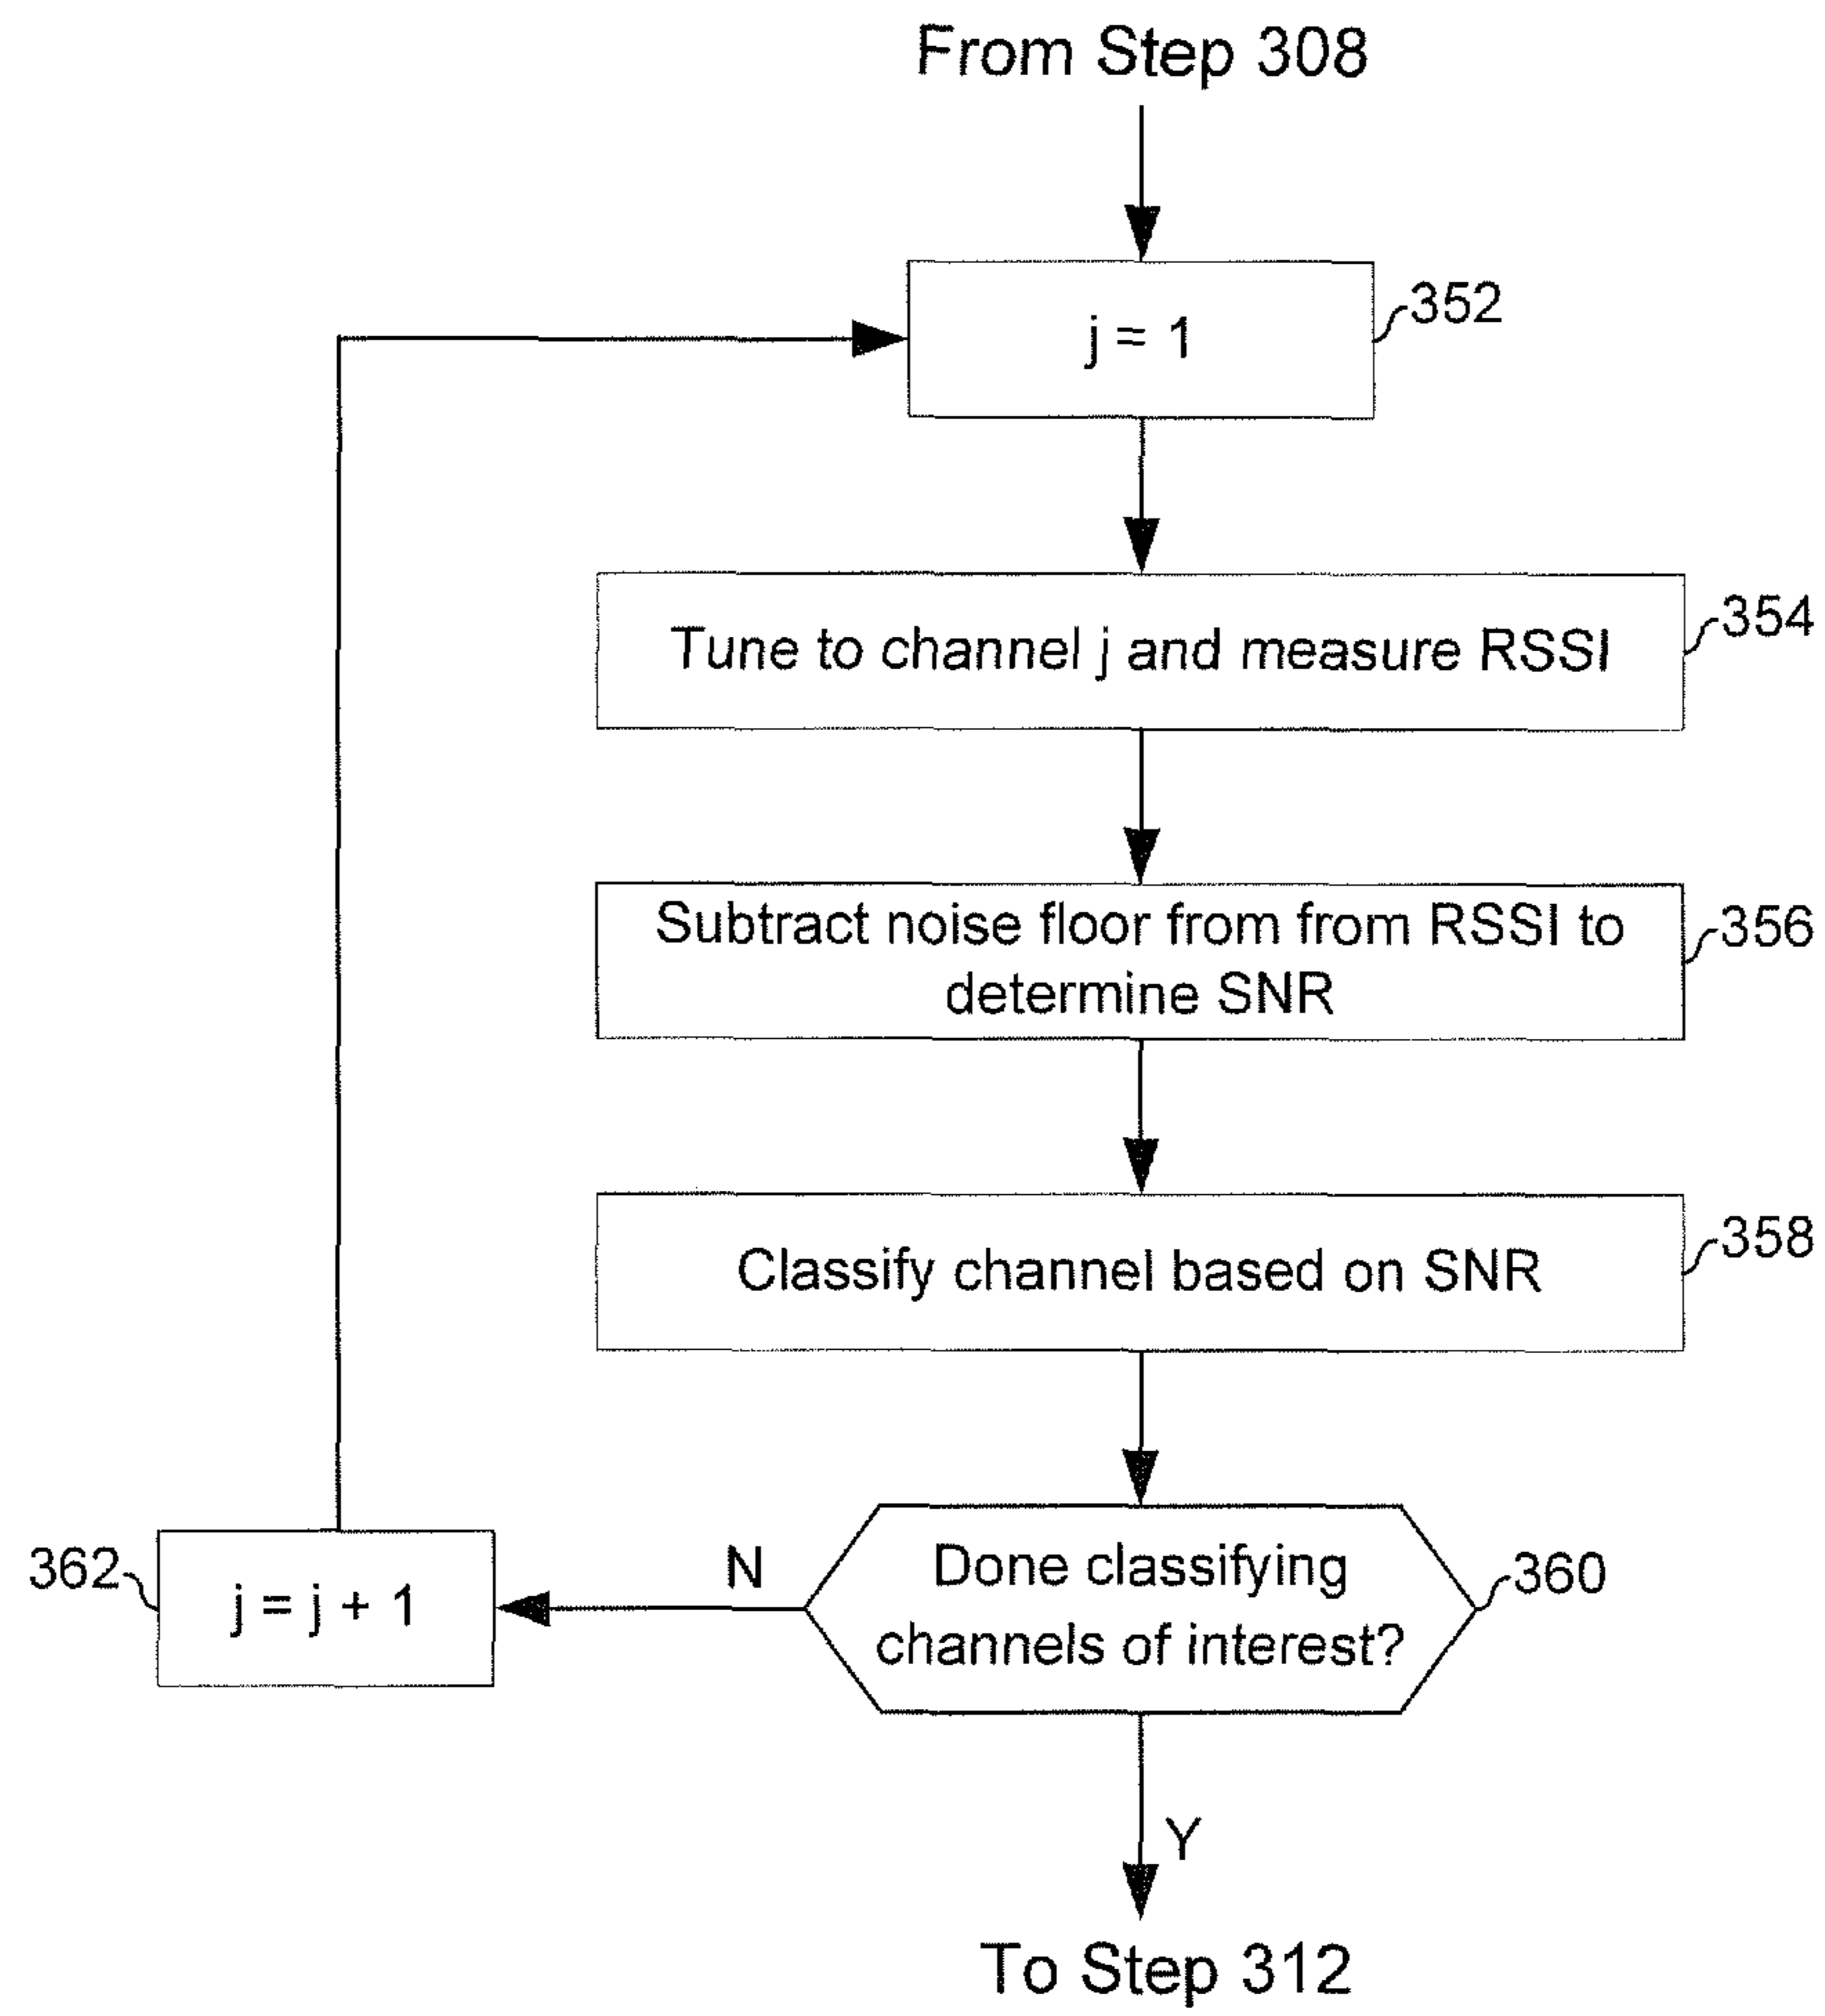 From Step 308
j = 1
352
Tune to channel j and measure RSSI
354
Subtract noise floor from from RSSI to
determine SNR
356
Classify channel based on SNR
358
Done classifying
channels of interest?
360
N
362
j = j + 1
Y
To Step 312